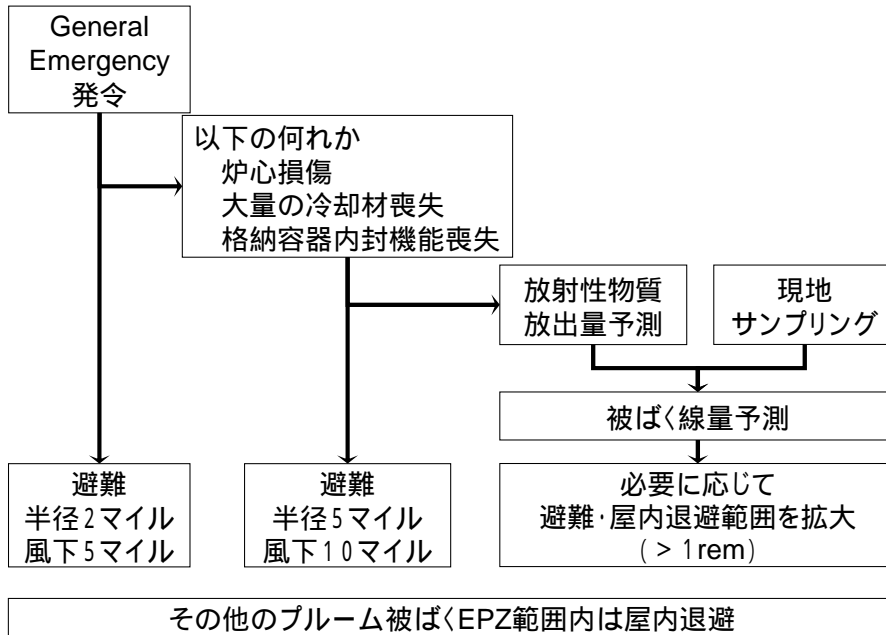 General
Emergency
発令
以下の何れか
炉心損傷
大量の冷却材喪失
格納容器内封機能喪失
放射性物質
放出量予測
現地
サンプリング
被ばく線量予測
避難
半径2マイル
風下5マイル
避難
半径5マイル
風下10マイル
必要に応じて
避難・屋内退避範囲を拡大
(>1rem)
その他のプルーム被ばくEPZ範囲内は屋内退避